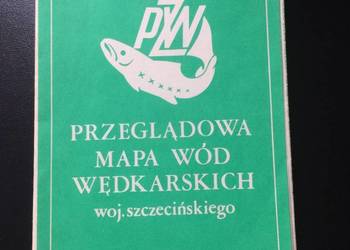 PZW
PRZEGLĄDOWA
MAPA WÓD
WĘDKARSKICH
woj. szczecińskiego